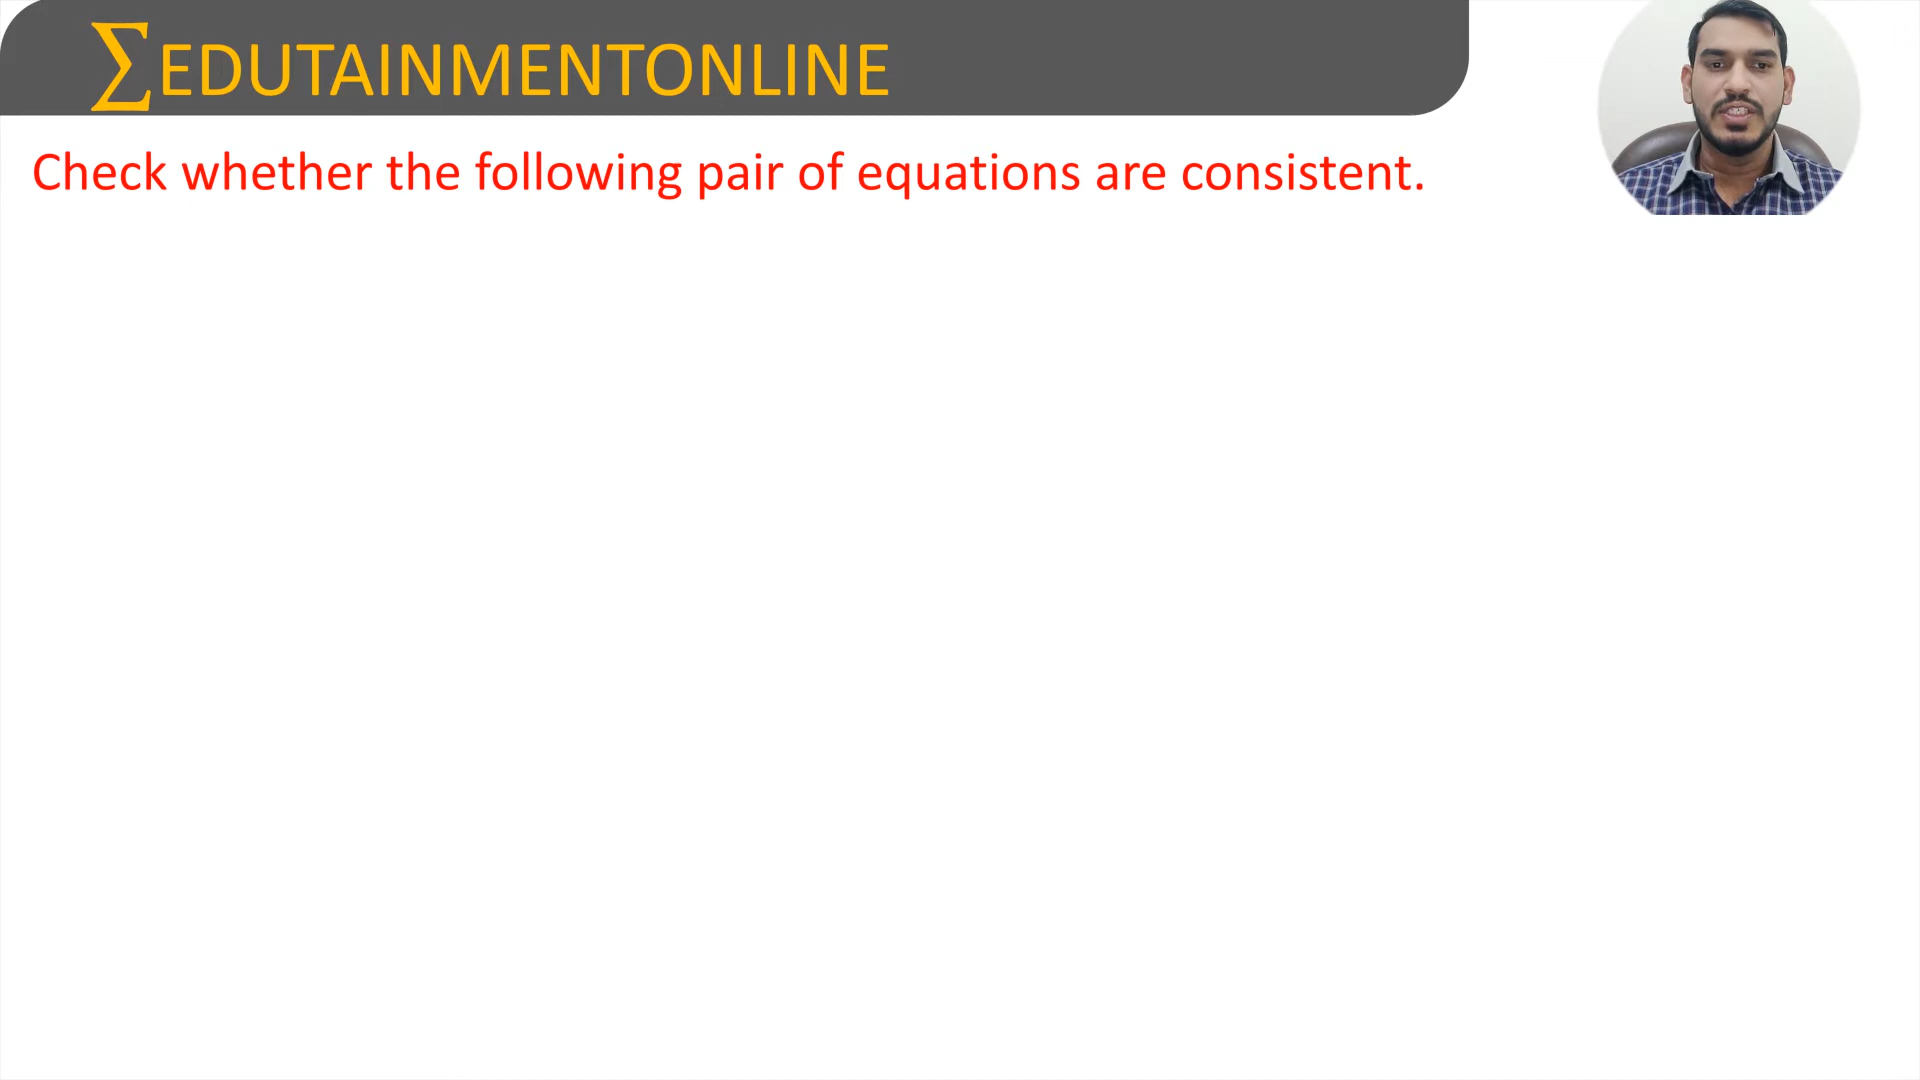 ∑EDUTAINMENTONLINE
Check whether the following pair of equations are consistent.